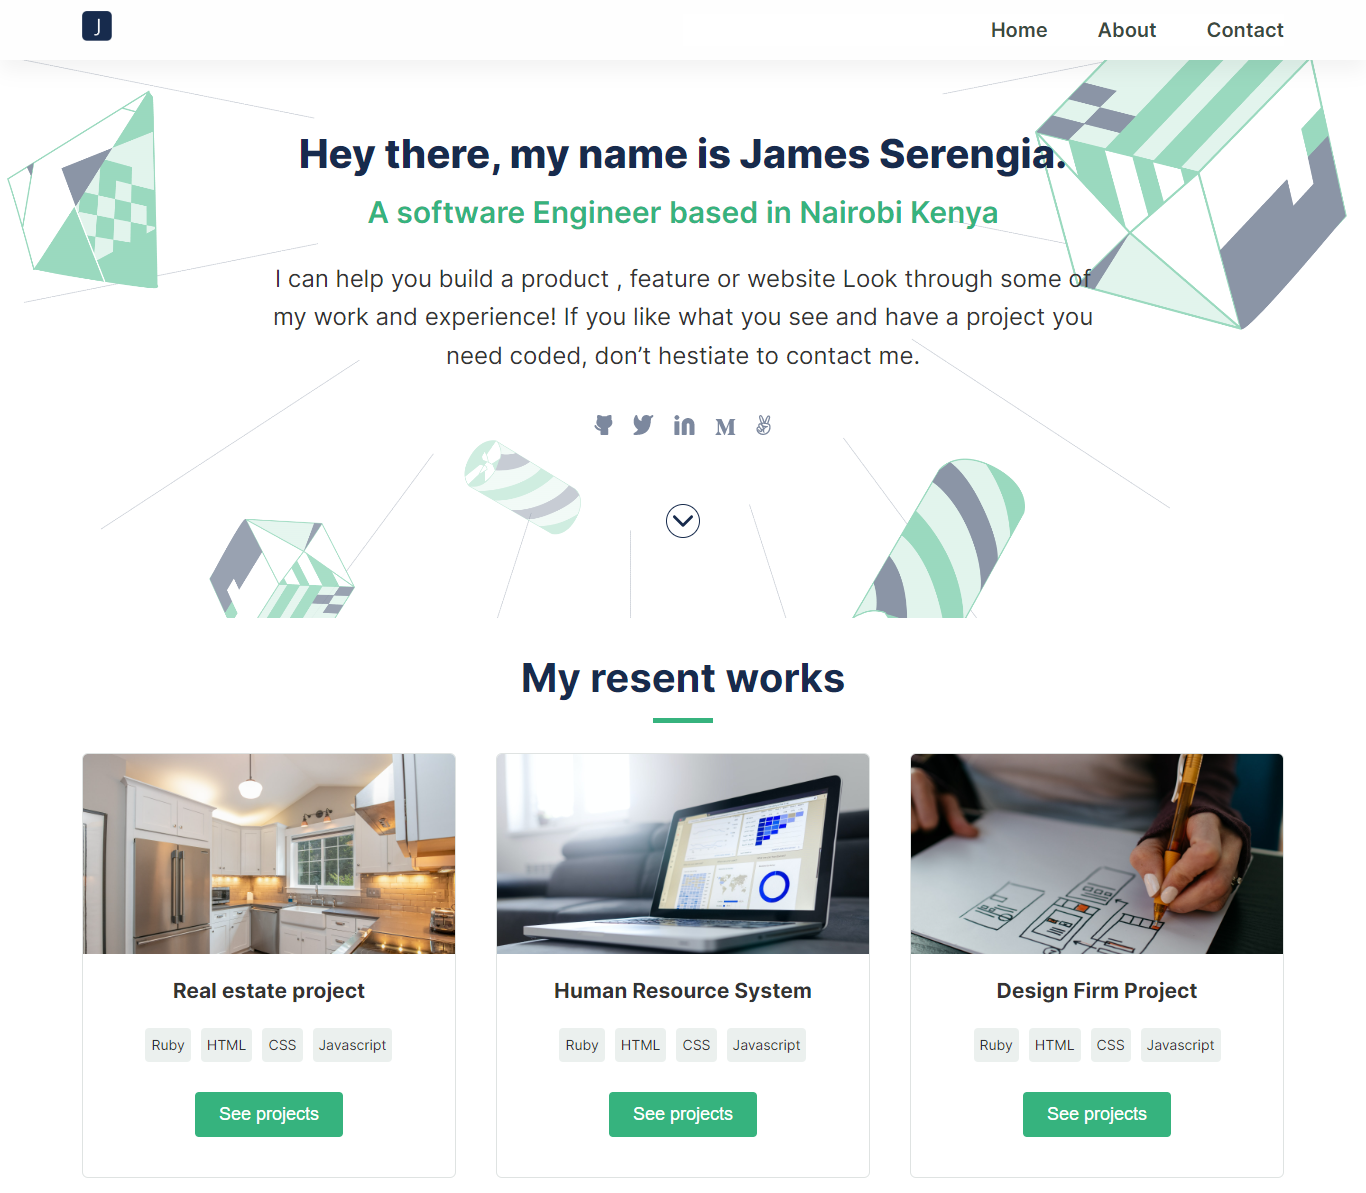 J
Home About Contact
Hey there, my name is James Serengia.
A software Engineer based in Nairobi Kenya
I can help you build a product , feature or website Look through some of
my work and experience! If you like what you see and have a project you
need coded, don’t hestiate to contact me.
My resent works
Real estate project
Ruby HTML CSS Javascript
See projects
Human Resource System
Ruby HTML CSS Javascript
See projects
Design Firm Project
Ruby HTML CSS Javascript
See projects